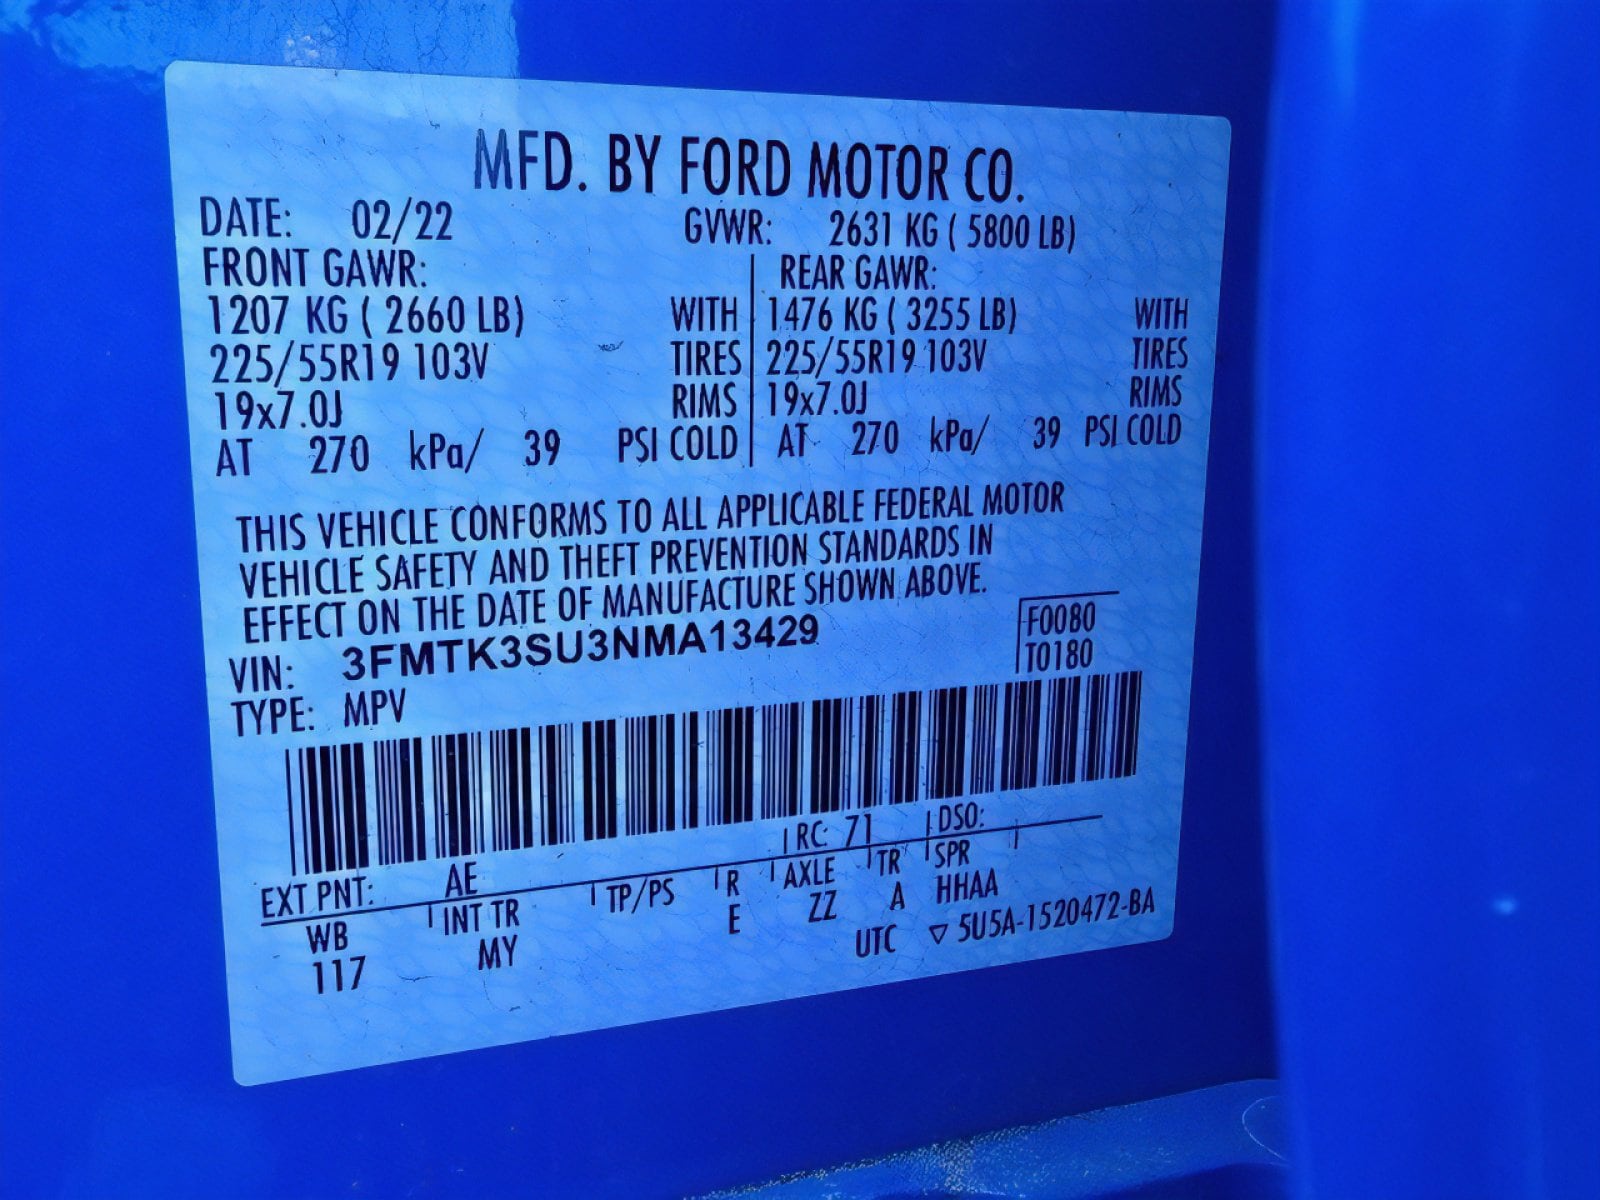 MFD. BY FORD MOTOR CO.
DATE: 02/22 GVWR: 2631 KG ( 5800 LB)
FRONT GAWR: REAR GAWR:
1207 KG ( 2660 LB) WITH 1476 KG ( 3255 LB) WITH
225/55R19 103V TIRES 225/55R19 103V TIRES
19x7.0J RIMS 19x7.0J RIMS
AT 270 kPa/ 39 PSI COLD AT 270 kPa/ 39 PSI COLD
THIS VEHICLE CONFORMS TO ALL APPLICABLE FEDERAL MOTOR
VEHICLE SAFETY AND THEFT PREVENTION STANDARDS IN
EFFECT ON THE DATE OF MANUFACTURE SHOWN ABOVE.
VIN: 3FMTK3SU3NMA13429 F0080
TYPE: MPV T0180
EXT PNT: AE RC: 71 DSO:
WB INT TR TP/PS R AXLE TR SPR
117 MY E ZZ A HHAA
UTC ▽ 5U5A-1520472-BA